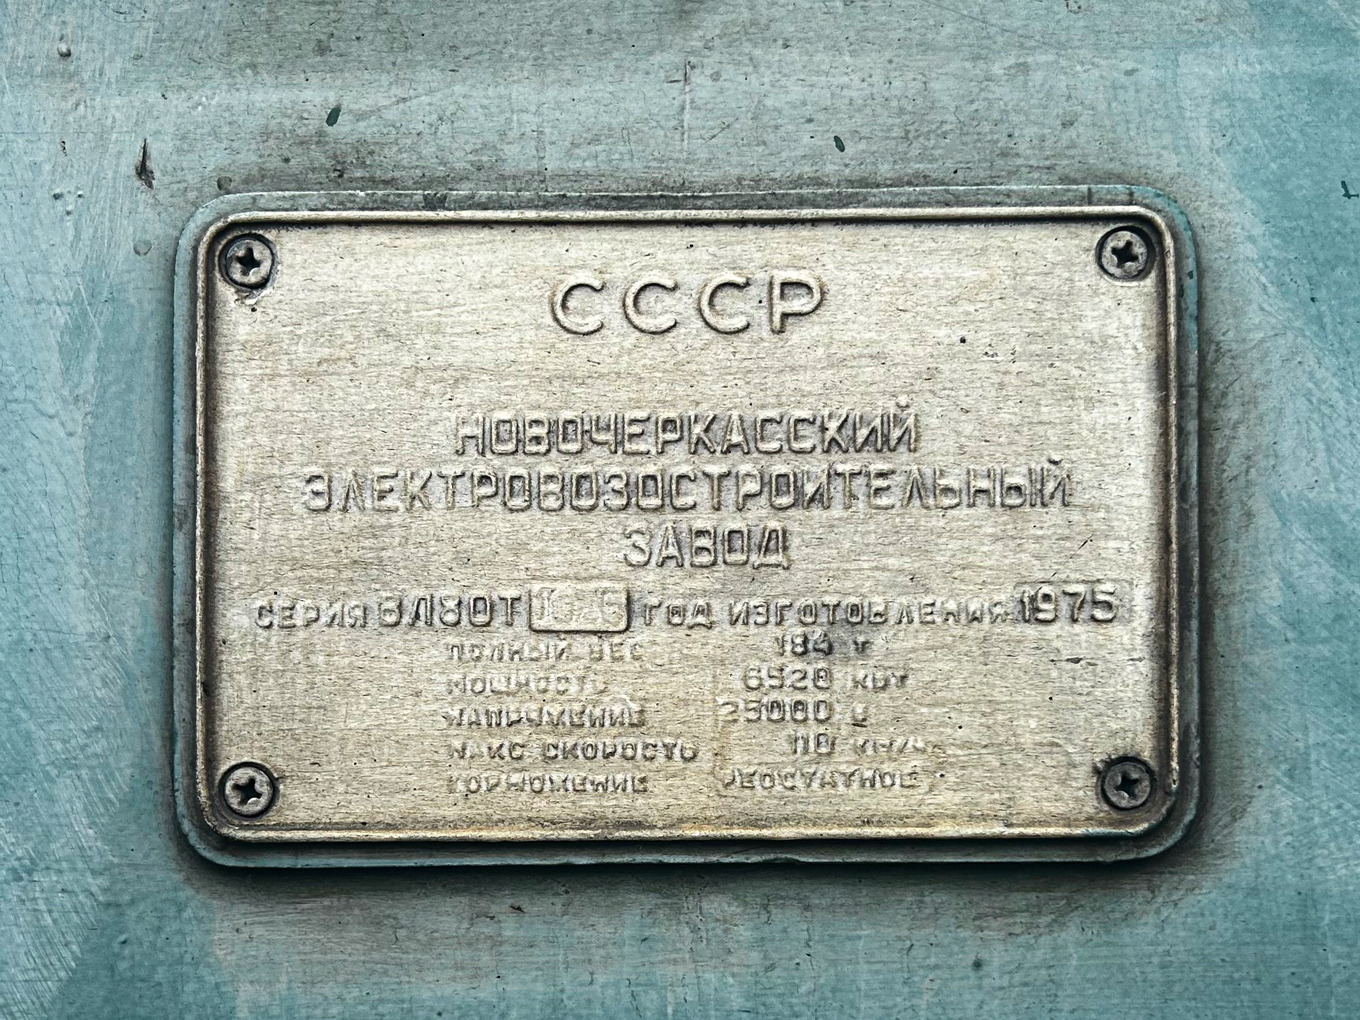 СССР
НОВОЧЕРКАССКИЙ
ЭЛЕКТРОВОЗОСТРОИТЕЛЬНЫЙ
ЗАВОД
СЕРИЯ ВЛ80Т ГОД ИЗГОТОВЛЕНИЯ 1975
ПОЛНЫЙ ВЕС 184 Т
МОЩНОСТЬ 6520 КВТ
НАПРЯЖЕНИЕ 25000 В
МАКС СКОРОСТЬ 110 КМ/Ч
ТОРМОЖЕНИЕ РЕОСТАТНОЕ